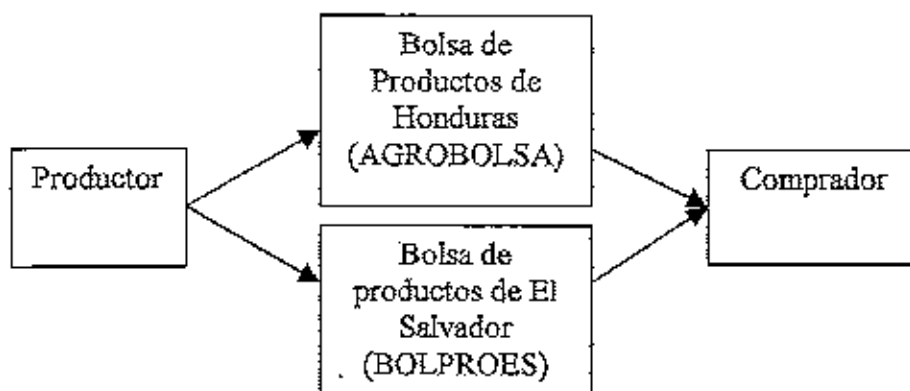 Bolsa de
Productos de
Honduras
(AGROBOLSA)
Productor
Comprador
Bolsa de
productos de El
Salvador
(BOLPROES)